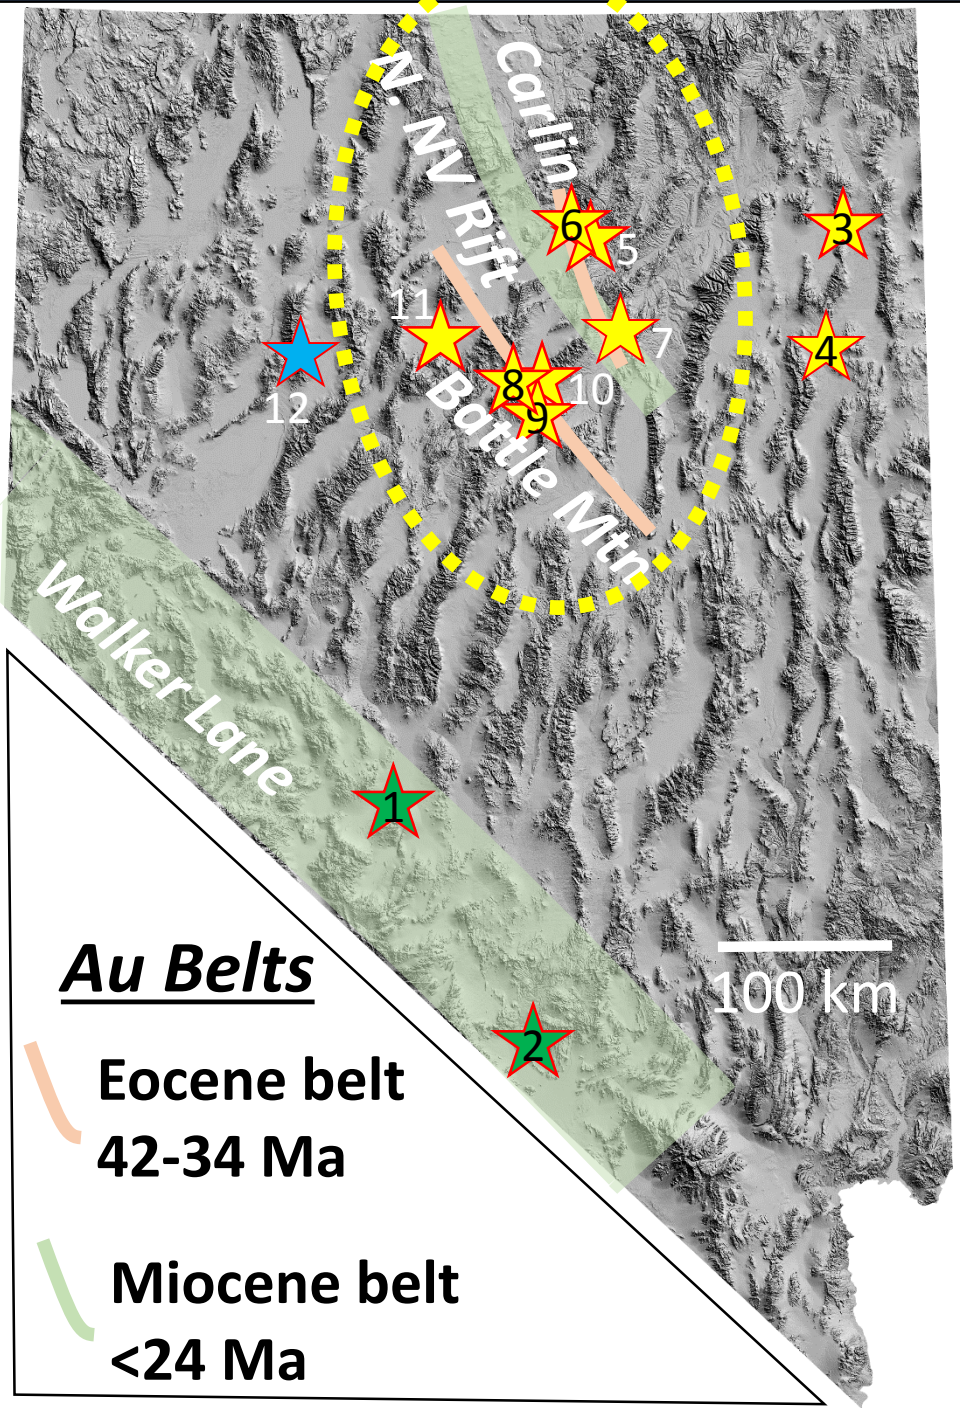 N. NV Rift
Carlin
6
5
3
11
7
4
12
8
10
9
Battle Mtn
Walker Lane
1
100 km
Au Belts
2
Eocene belt
42-34 Ma
Miocene belt
<24 Ma